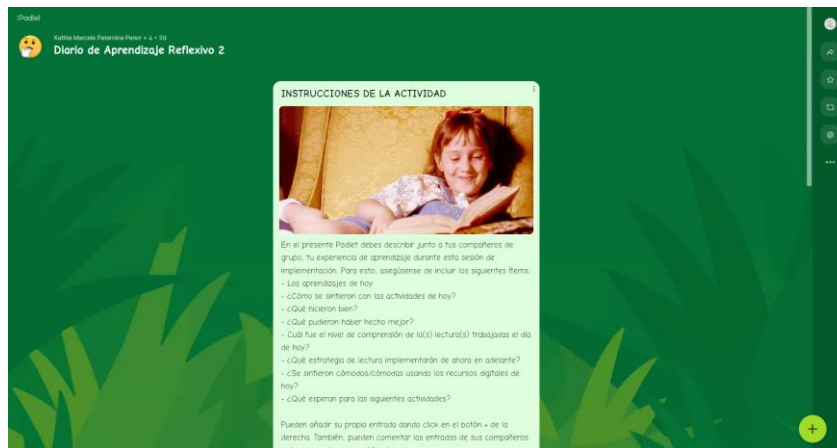 :Padlet
Kathia Marcela Paternina Perez + 4 • 2d
Diario de Aprendizaje Reflexivo 2
INSTRUCCIONES DE LA ACTIVIDAD
En el presente Padlet debes describir junto a tus compañeros de
grupo, tu experiencia de aprendizaje durante esta sesión de
implementación. Para esto, asegúsense de incluir los siguientes ítems:
- Los aprendizajes de hoy
- ¿Cómo se sintieron con las actividades de hoy?
- ¿Qué hicieron bien?
- ¿Qué pudieron haber hecho mejor?
- Cuál fue el nivel de comprensión de la(s) lectura(s) trabajadas el día
de hoy?
- ¿Qué estrategia de lectura implementarán de ahora en adelante?
- ¿Se sintieron cómodos/cómodas usando los recursos digitales de
hoy?
- ¿Qué esperan para las siguientes actividades?
Pueden añadir su propia entrada dando click en el botón + de la
derecha. También, pueden comentar las entradas de sus compañeros